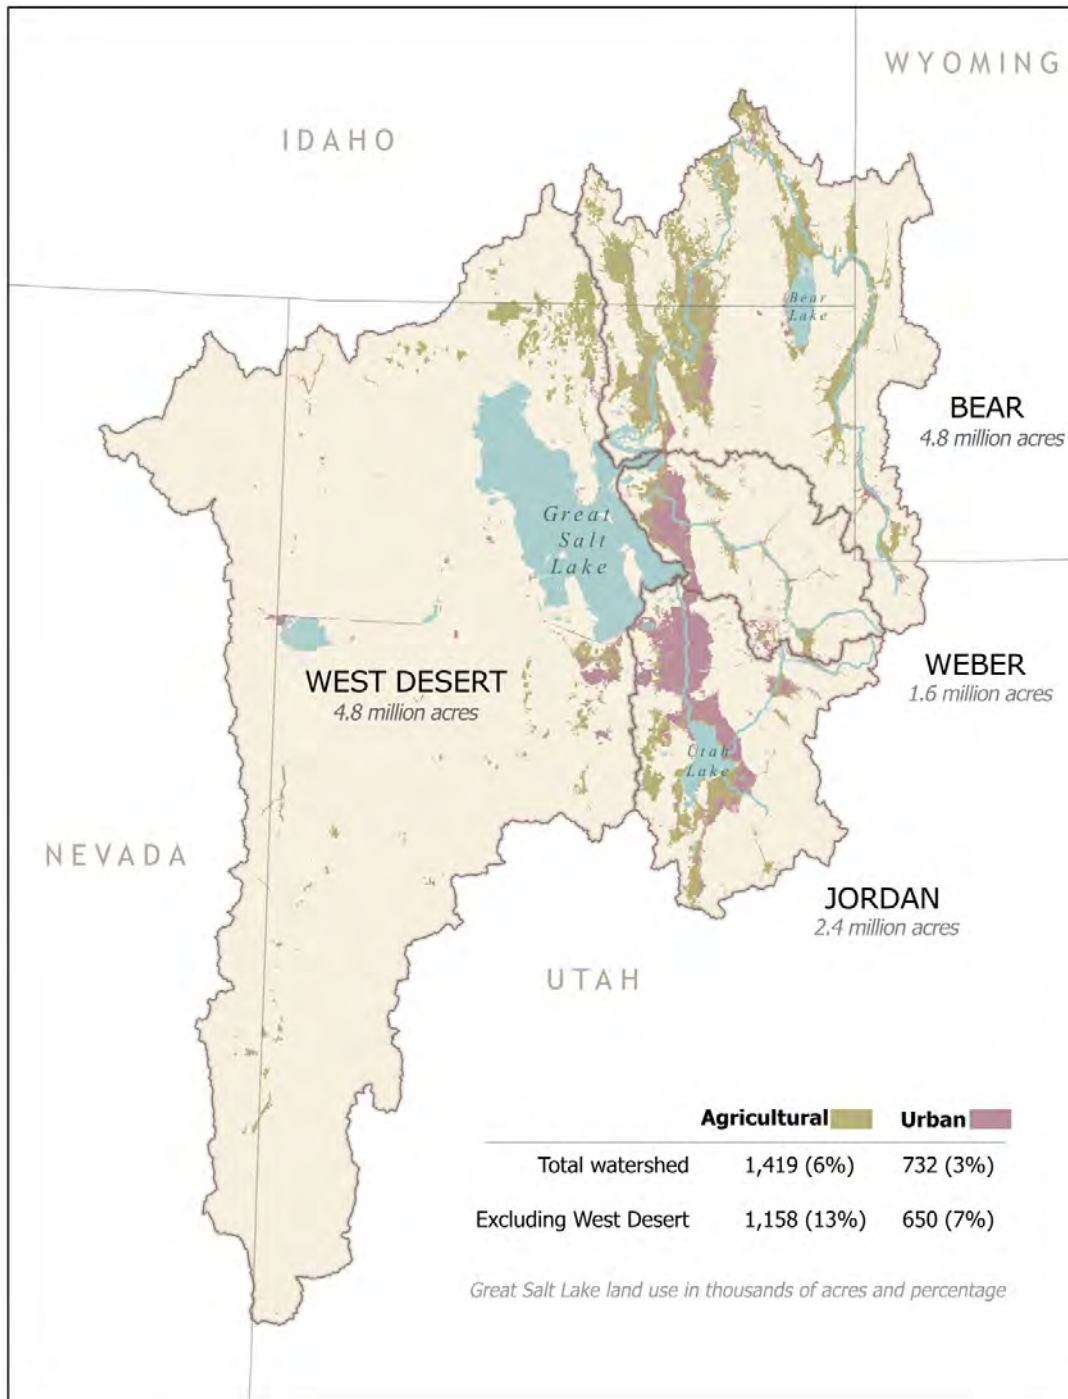 WYOMING
IDAHO
Bear
Lake
BEAR
4.8 million acres
Great
Salt
Lake
WEBER
1.6 million acres
WEST DESERT
4.8 million acres
Utah
Lake
NEVADA
JORDAN
2.4 million acres
UTAH
Agricultural Urban
Total watershed 1,419 (6%) 732 (3%)
Excluding West Desert 1,158 (13%) 650 (7%)
Great Salt Lake land use in thousands of acres and percentage